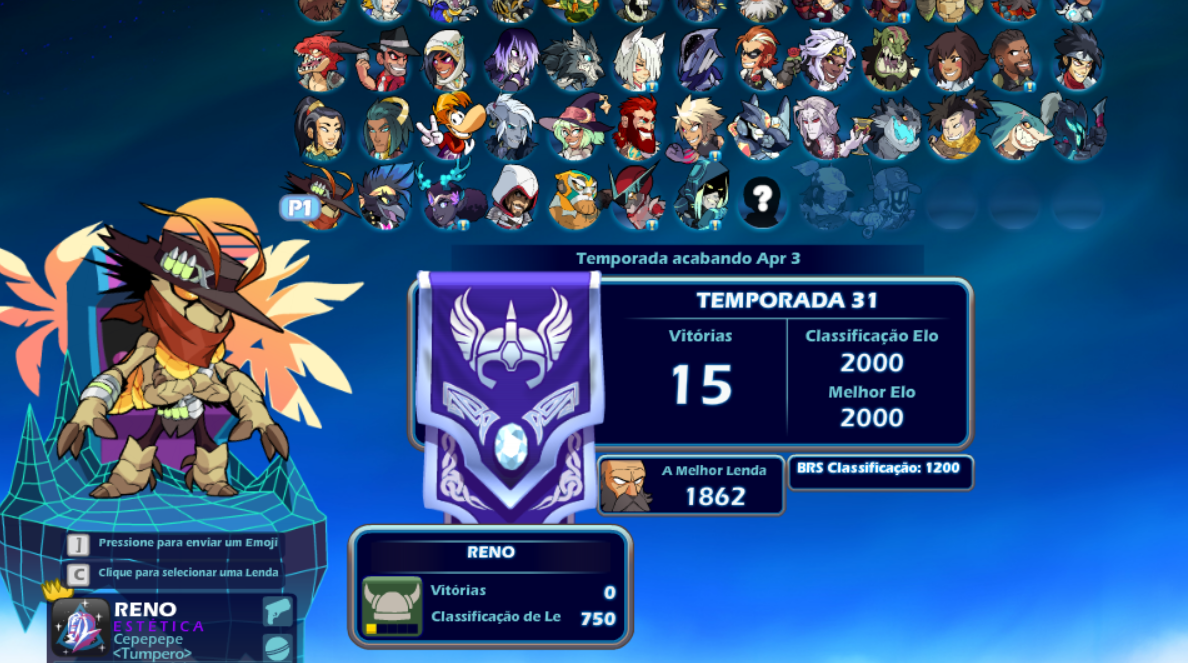 P1
?
Temporada acabando Apr 3
TEMPORADA 31
Vitórias
15
Classificação Elo
2000
Melhor Elo
2000
A Melhor Lenda
1862
BRS Classificação: 1200
] Pressione para enviar um Emoji
C Clique para selecionar uma Lenda
RENO
Vitórias 0
Classificação de Le 750
RENO
ESTETICA
Cepepepe
<Tumpero>